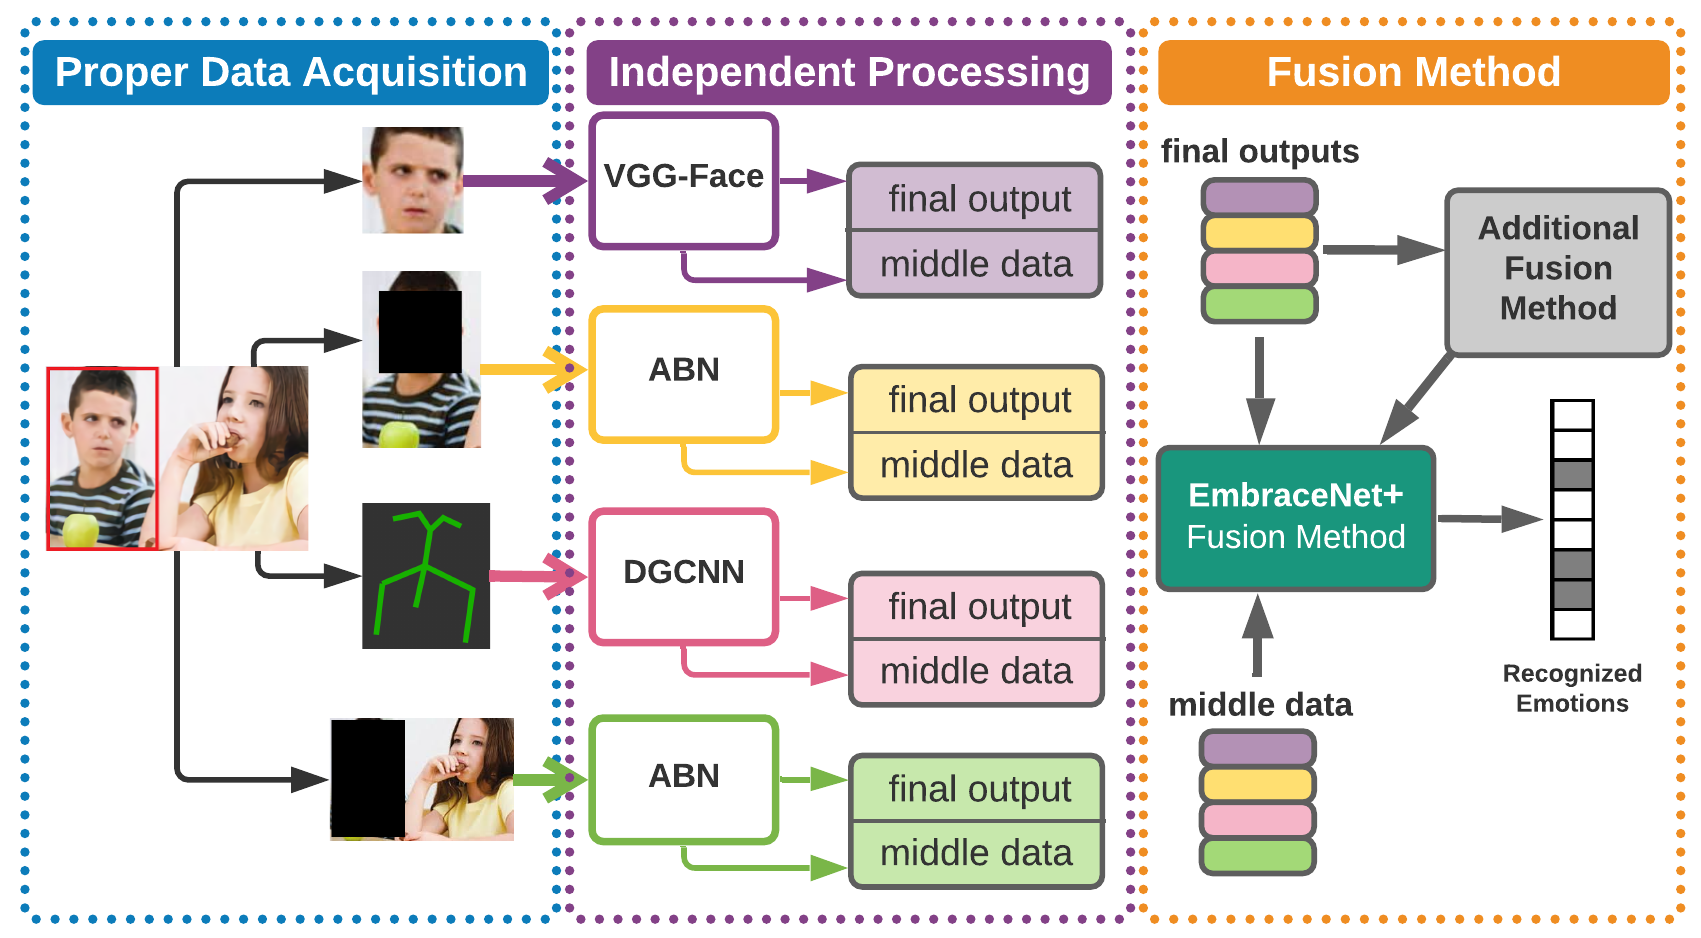 Proper Data Acquisition
Independent Processing
Fusion Method
VGG-Face
final output
middle data
ABN
final output
middle data
DGCNN
final output
middle data
ABN
final output
middle data
final outputs
Additional
Fusion
Method
EmbraceNet+
Fusion Method
middle data
Recognized
Emotions